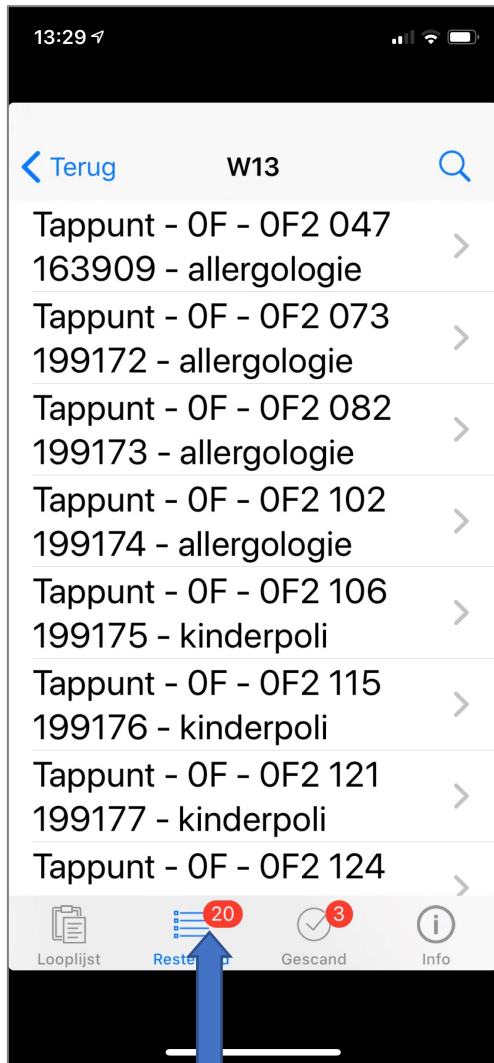 13:29
Terug
W13
Tappunt - 0F - 0F2 047
163909 - allergologie
Tappunt - 0F - 0F2 073
199172 - allergologie
Tappunt - 0F - 0F2 082
199173 - allergologie
Tappunt - 0F - 0F2 102
199174 - allergologie
Tappunt - 0F - 0F2 106
199175 - kinderpoli
Tappunt - 0F - 0F2 115
199176 - kinderpoli
Tappunt - 0F - 0F2 121
199177 - kinderpoli
Tappunt - 0F - 0F2 124
20 3
Looplijst Gescand Info